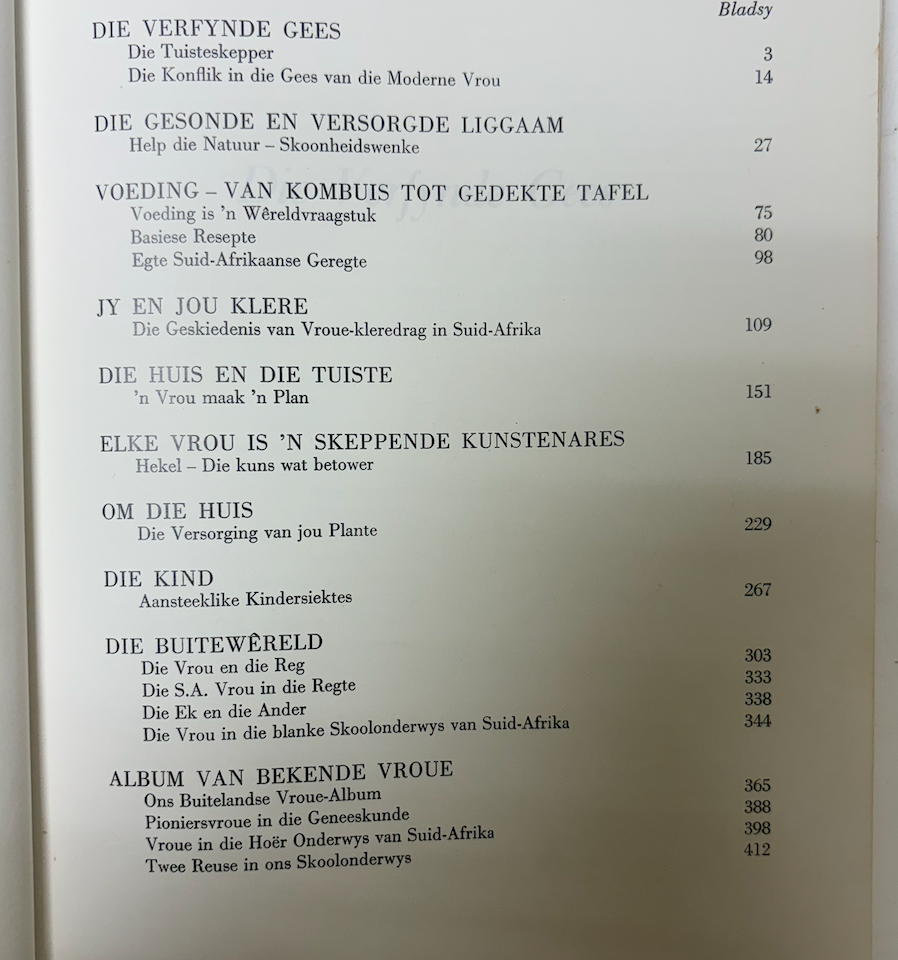 Bladsy
DIE VERFYNDE GEES
Die Tuisteskepper 3
Die Konflik in die Gees van die Moderne Vrou 14
DIE GESONDE EN VERSORGDE LIGGAAM
Help die Natuur – Skoonheidswenke 27
VOEDING – VAN KOMBUIS TOT GEDEKTE TAFEL
Voeding is 'n Wêreldvraagstuk 75
Basiese Resepte 80
Egte Suid-Afrikaanse Geregte 98
JY EN JOU KLERE
Die Geskiedenis van Vroue-kleredrag in Suid-Afrika 109
DIE HUIS EN DIE TUISTE
'n Vrou maak 'n Plan 151
ELKE VROU IS 'N SKEPPENDE KUNSTENARES
Hekel – Die kuns wat betower 185
OM DIE HUIS
Die Versorging van jou Plante 229
DIE KIND
Aansteeklike Kindersiektes 267
DIE BUITEWÊRELD
Die Vrou en die Reg 303
Die S.A. Vrou in die Regte 333
Die Ek en die Ander 338
Die Vrou in die blanke Skoolonderwys van Suid-Afrika 344
ALBUM VAN BEKENDE VROUE
Ons Buitelandse Vroue-Album 365
Pioniersvroue in die Geneeskunde 388
Vroue in die Hoër Onderwys van Suid-Afrika 398
Twee Reuse in ons Skoolonderwys 412